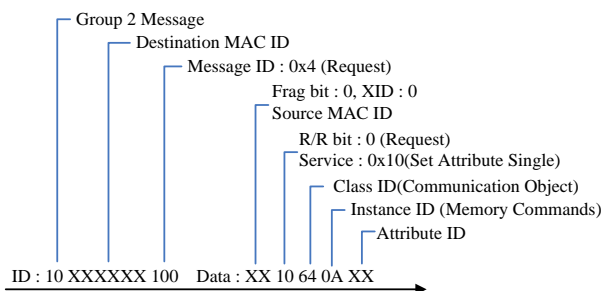 Group 2 Message
Destination MAC ID
Message ID : 0x4 (Request)
Frag bit : 0, XID : 0
Source MAC ID
R/R bit : 0 (Request)
Service : 0x10(Set Attribute Single)
Class ID(Communication Object)
Instance ID (Memory Commands)
Attribute ID
ID : 10 XXXXXX 100 Data : XX 10 64 0A XX